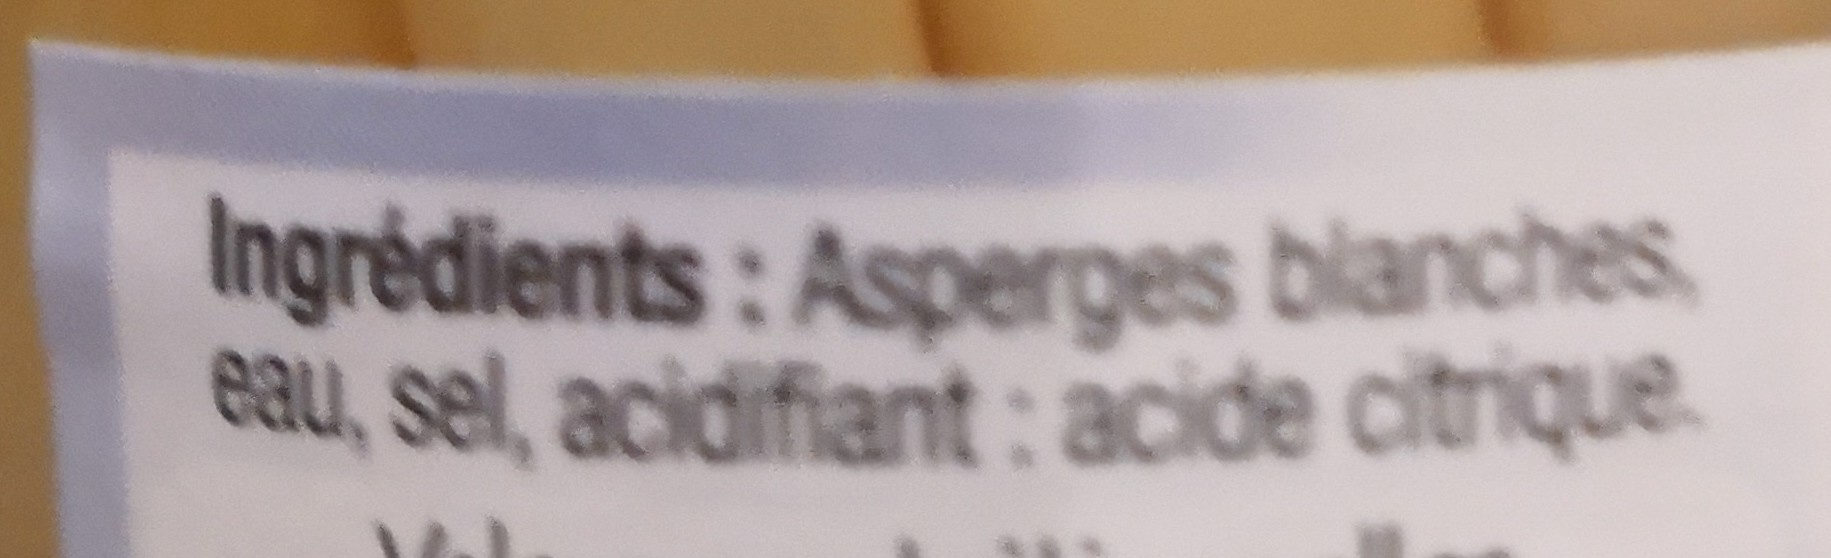 Ingrédients : Asperges blanches,
eau, sel, acidifiant : acide citrique.